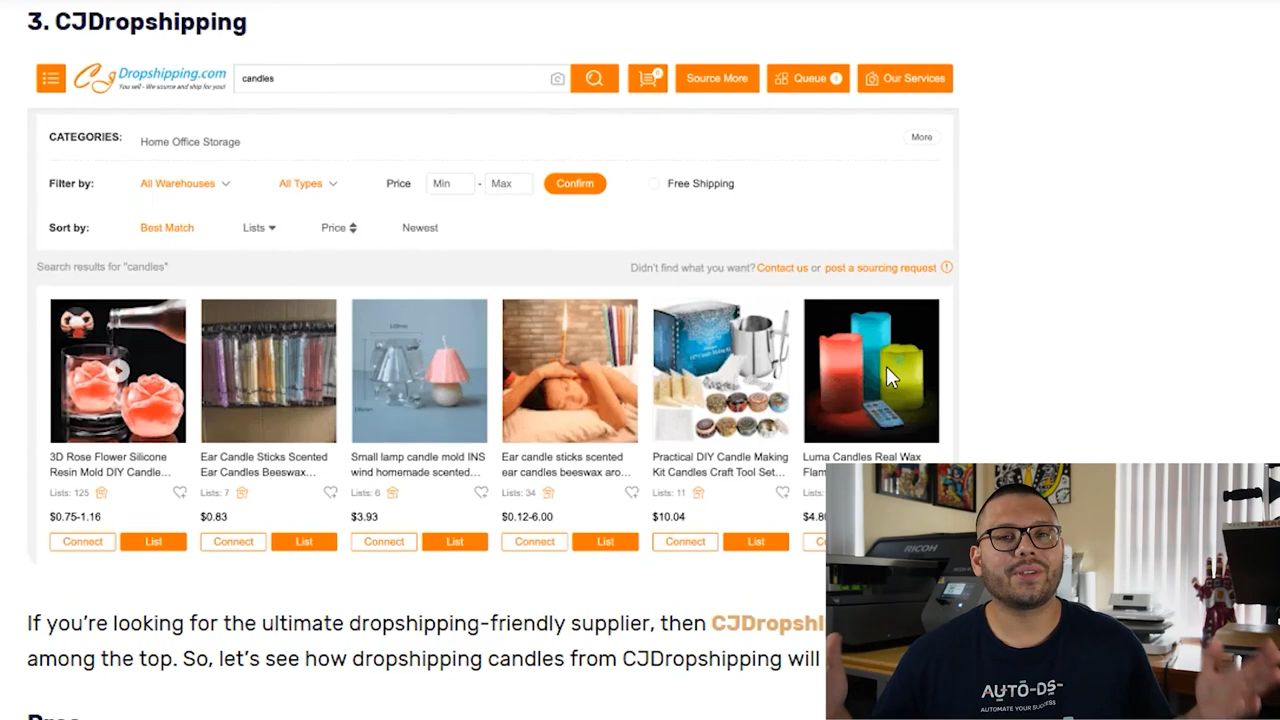 3. CJDropshipping
CJ Dropshipping.com
You sell - We source and ship for you!
candles
0
Source More
Queue
Our Services
CATEGORIES:
Home Office Storage
More
Filter by:
All Warehouses
All Types
Price
Min
-
Max
Confirm
Free Shipping
Sort by:
Best Match
Lists
Price
Newest
Search results for "candles"
Didn't find what you want? Contact us or post a sourcing request
3D Rose Flower Silicone
Resin Mold DIY Candle...
Lists: 125
$0.75-1.16
Connect
List
Ear Candle Sticks Scented
Ear Candles Beeswax...
Lists: 7
$0.83
Connect
List
Small lamp candle mold INS
wind homemade scented...
Lists: 6
$3.93
Connect
List
Ear candle sticks scented
ear candles beeswax aro...
Lists: 34
$0.12-6.00
Connect
List
Practical DIY Candle Making
Kit Candles Craft Tool Set...
Lists: 11
$10.04
Connect
List
Luma Candles Real Wax
Lists:
If you're looking for the ultimate dropshipping-friendly supplier, then
among the top. So, let's see how dropshipping candles from CJDropshipping will
RICOH
AUTO-DS-
AUTOMATE YOUR SUCCESS